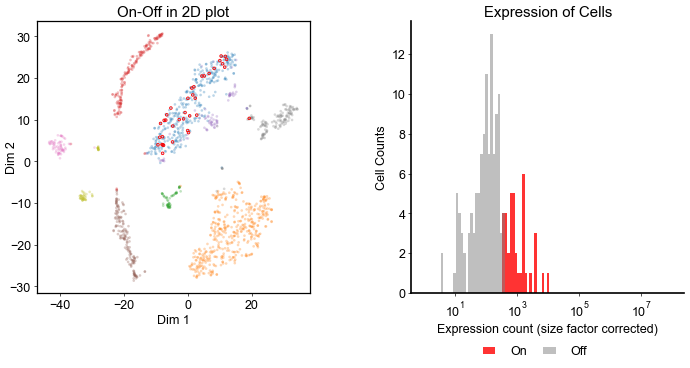 On-Off in 2D plot
Dim 2
30
20
10
0
−10
−20
−30
−40
−20
0
20
Dim 1
Expression of Cells
Cell Counts
12
10
8
6
4
2
0
10^1
10^3
10^5
10^7
Expression count (size factor corrected)
On
Off